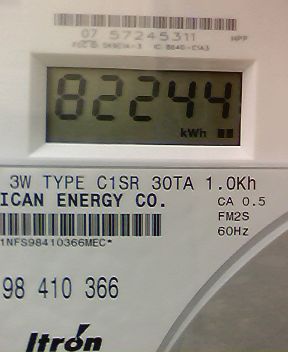 07 57245311 HPP
82244
kWh
3W TYPE C1SR 30TA 1.0Kh
ICAN ENERGY CO.
CA 0.5
FM2S
60Hz
1NFS98410366MEC*
98 410 366
Itron